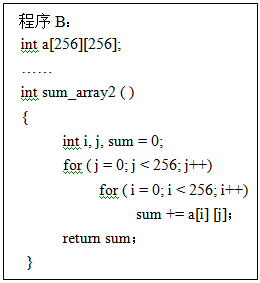 程序 B：
int a[256][256];
……
int sum_array2 ( )
{
int i, j, sum = 0;
for ( j = 0; j < 256; j++)
for ( i = 0; i < 256; i++)
sum += a[i] [j]；
return sum；
}